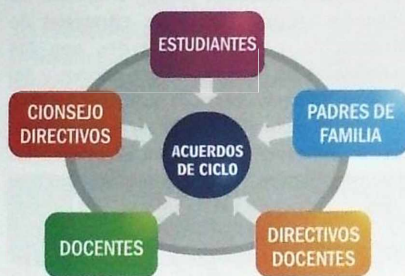 ESTUDIANTES
CIONSEJO
DIRECTIVOS
PADRES DE
FAMILIA
ACUERDOS
DE CICLO
DOCENTES
DIRECTIVOS
DOCENTES